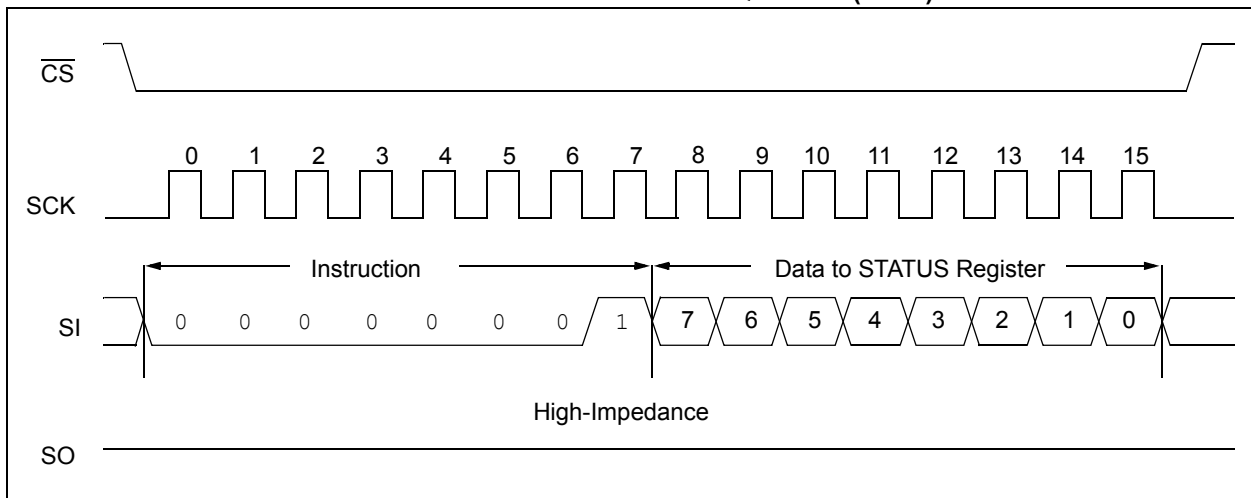 CS
0 1 2 3 4 5 6 7 8 9 10 11 12 13 14 15
SCK
Instruction Data to STATUS Register
SI 0 0 0 0 0 0 0 1 7 6 5 4 3 2 1 0
High-Impedance
SO